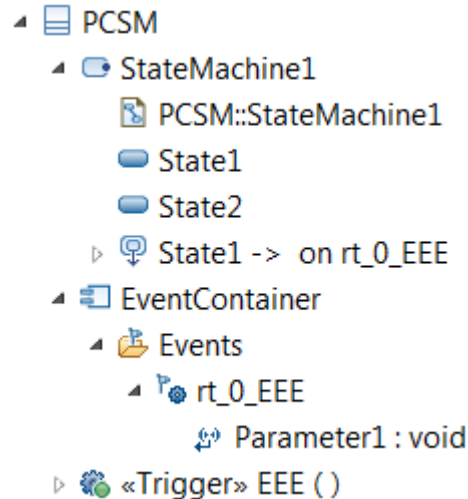 PCSM
StateMachine1
PCSM::StateMachine1
State1
State2
State1 -> on rt_0_EEE
EventContainer
Events
rt_0_EEE
Parameter1 : void
«Trigger» EEE ( )